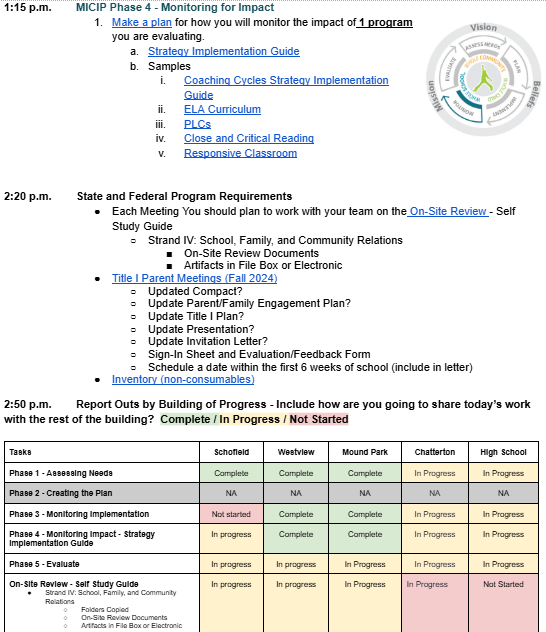 1:15 p.m. MICIP Phase 4 - Monitoring for Impact
1. Make a plan for how you will monitor the impact of 1 program
you are evaluating.
a. Strategy Implementation Guide
b. Samples
i. Coaching Cycles Strategy Implementation
Guide
ii. ELA Curriculum
iii. PLCs
iv. Close and Critical Reading
v. Responsive Classroom
Vision
Mission
Beliefs
ASSESS NEEDS
PLAN
IMPLEMENT
MONITOR
EVALUATE
WHOLE COMMUNITY
WHOLE SCHOOL
WHOLE CHILD
2:20 p.m. State and Federal Program Requirements
● Each Meeting You should plan to work with your team on the On-Site Review - Self
Study Guide
○ Strand IV: School, Family, and Community Relations
■ On-Site Review Documents
■ Artifacts in File Box or Electronic
● Title I Parent Meetings (Fall 2024)
○ Updated Compact?
○ Update Parent/Family Engagement Plan?
○ Update Title I Plan?
○ Update Presentation?
○ Update Invitation Letter?
○ Sign-In Sheet and Evaluation/Feedback Form
○ Schedule a date within the first 6 weeks of school (include in letter)
● Inventory (non-consumables)
2:50 p.m. Report Outs by Building of Progress - Include how are you going to share today's work
with the rest of the building? Complete / In Progress / Not Started
Tasks Schofield Westview Mound Park Chatterton High School
Phase 1 - Assessing Needs Complete Complete Complete In Progress In Progress
Phase 2 - Creating the Plan NA NA NA NA NA
Phase 3 - Monitoring Implementation Not started Complete Complete In Progress In Progress
Phase 4 - Monitoring Impact - Strategy
Implementation Guide In progress Complete Complete In Progress In Progress
Phase 5 - Evaluate In progress In progress In Progress In Progress In Progress
On-Site Review - Self Study Guide In progress In progress In Progress In Progress Not Started
● Strand IV: School, Family, and Community
Relations
○ Folders Copied
○ On-Site Review Documents
○ Artifacts in File Box or Electronic